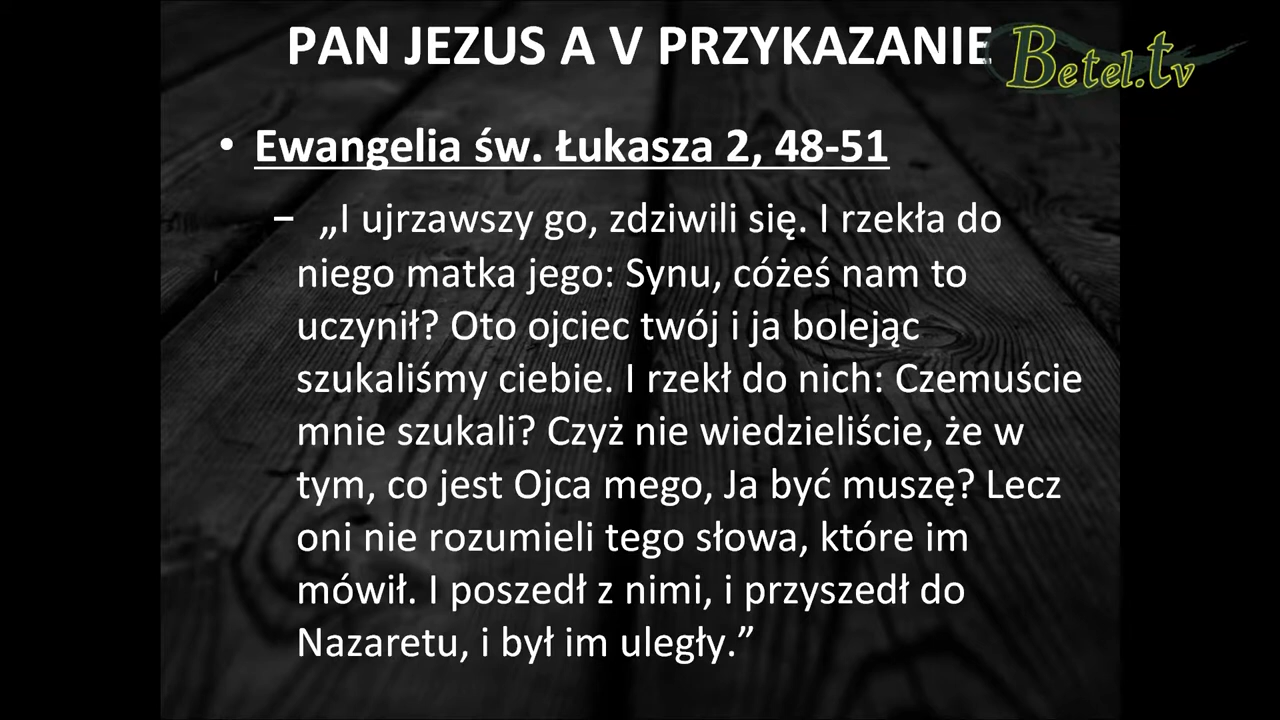 PAN JEZUS A V PRZYKAZANIE
Betel.tv
• Ewangelia św. Łukasza 2, 48-51
– „I ujrzawszy go, zdziwili się. I rzekła do
niego matka jego: Synu, cóżeś nam to
uczynił? Oto ojciec twój i ja bolejąc
szukaliśmy ciebie. I rzekł do nich: Czemuście
mnie szukali? Czyż nie wiedzieliście, że w
tym, co jest Ojca mego, Ja być muszę? Lecz
oni nie rozumieli tego słowa, które im
mówił. I poszedł z nimi, i przyszedł do
Nazaretu, i był im uległy.”